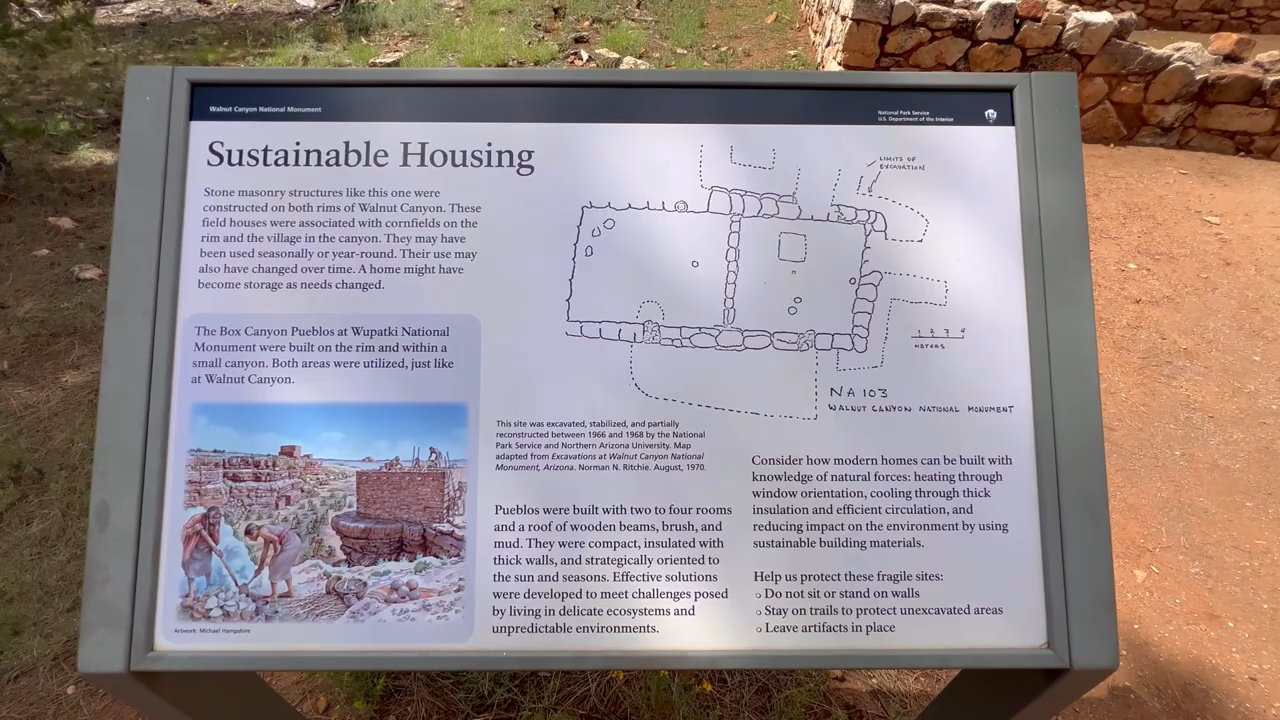 Walnut Canyon National Monument
National Park Service
U.S. Department of the Interior
Sustainable Housing
Stone masonry structures like this one were
constructed on both rims of Walnut Canyon. These
field houses were associated with cornfields on the
rim and the village in the canyon. They may have
been used seasonally or year-round. Their use may
also have changed over time. A home might have
become storage as needs changed.
The Box Canyon Pueblos at Wupatki National
Monument were built on the rim and within a
small canyon. Both areas were utilized, just like
at Walnut Canyon.
Artwork: Michael Hampshire
LIMITS OF
EXCAVATION
1 2 3 4
METERS
NA 103
WALNUT CANYON NATIONAL MONUMENT
This site was excavated, stabilized, and partially
reconstructed between 1966 and 1968 by the National
Park Service and Northern Arizona University. Map
adapted from Excavations at Walnut Canyon National
Monument, Arizona. Norman N. Ritchie. August, 1970.
Pueblos were built with two to four rooms
and a roof of wooden beams, brush, and
mud. They were compact, insulated with
thick walls, and strategically oriented to
the sun and seasons. Effective solutions
were developed to meet challenges posed
by living in delicate ecosystems and
unpredictable environments.
Consider how modern homes can be built with
knowledge of natural forces: heating through
window orientation, cooling through thick
insulation and efficient circulation, and
reducing impact on the environment by using
sustainable building materials.
Help us protect these fragile sites:
○ Do not sit or stand on walls
○ Stay on trails to protect unexcavated areas
○ Leave artifacts in place